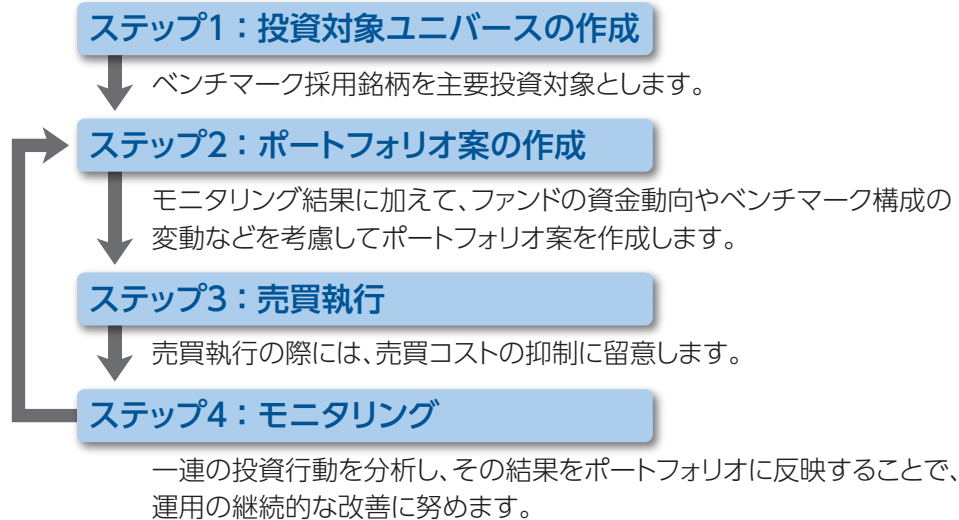 ステップ1：投資対象ユニバースの作成
ベンチマーク採用銘柄を主要投資対象とします。
ステップ2：ポートフォリオ案の作成
モニタリング結果に加えて、ファンドの資金動向やベンチマーク構成の
変動などを考慮してポートフォリオ案を作成します。
ステップ3：売買執行
売買執行の際には、売買コストの抑制に留意します。
ステップ4：モニタリング
一連の投資行動を分析し、その結果をポートフォリオに反映することで、
運用の継続的な改善に努めます。